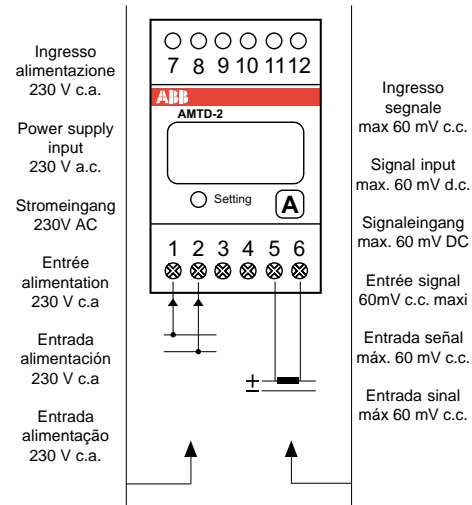 Ingresso
alimentazione
230 V c.a.
Power supply
input
230 V a.c.
Stromeingang
230V AC
Entrée
alimentation
230 V c.a
Entrada
alimentación
230 V c.a
Entrada
alimentação
230 V c.a.
7 8 9 10 11 12
ABB
AMTD-2
Setting
A
1 2 3 4 5 6
+
−
Ingresso
segnale
max 60 mV c.c.
Signal input
max. 60 mV d.c.
Signaleingang
max. 60 mV DC
Entrée signal
60mV c.c. maxi
Entrada señal
máx. 60 mV c.c.
Entrada sinal
máx 60 mV c.c.